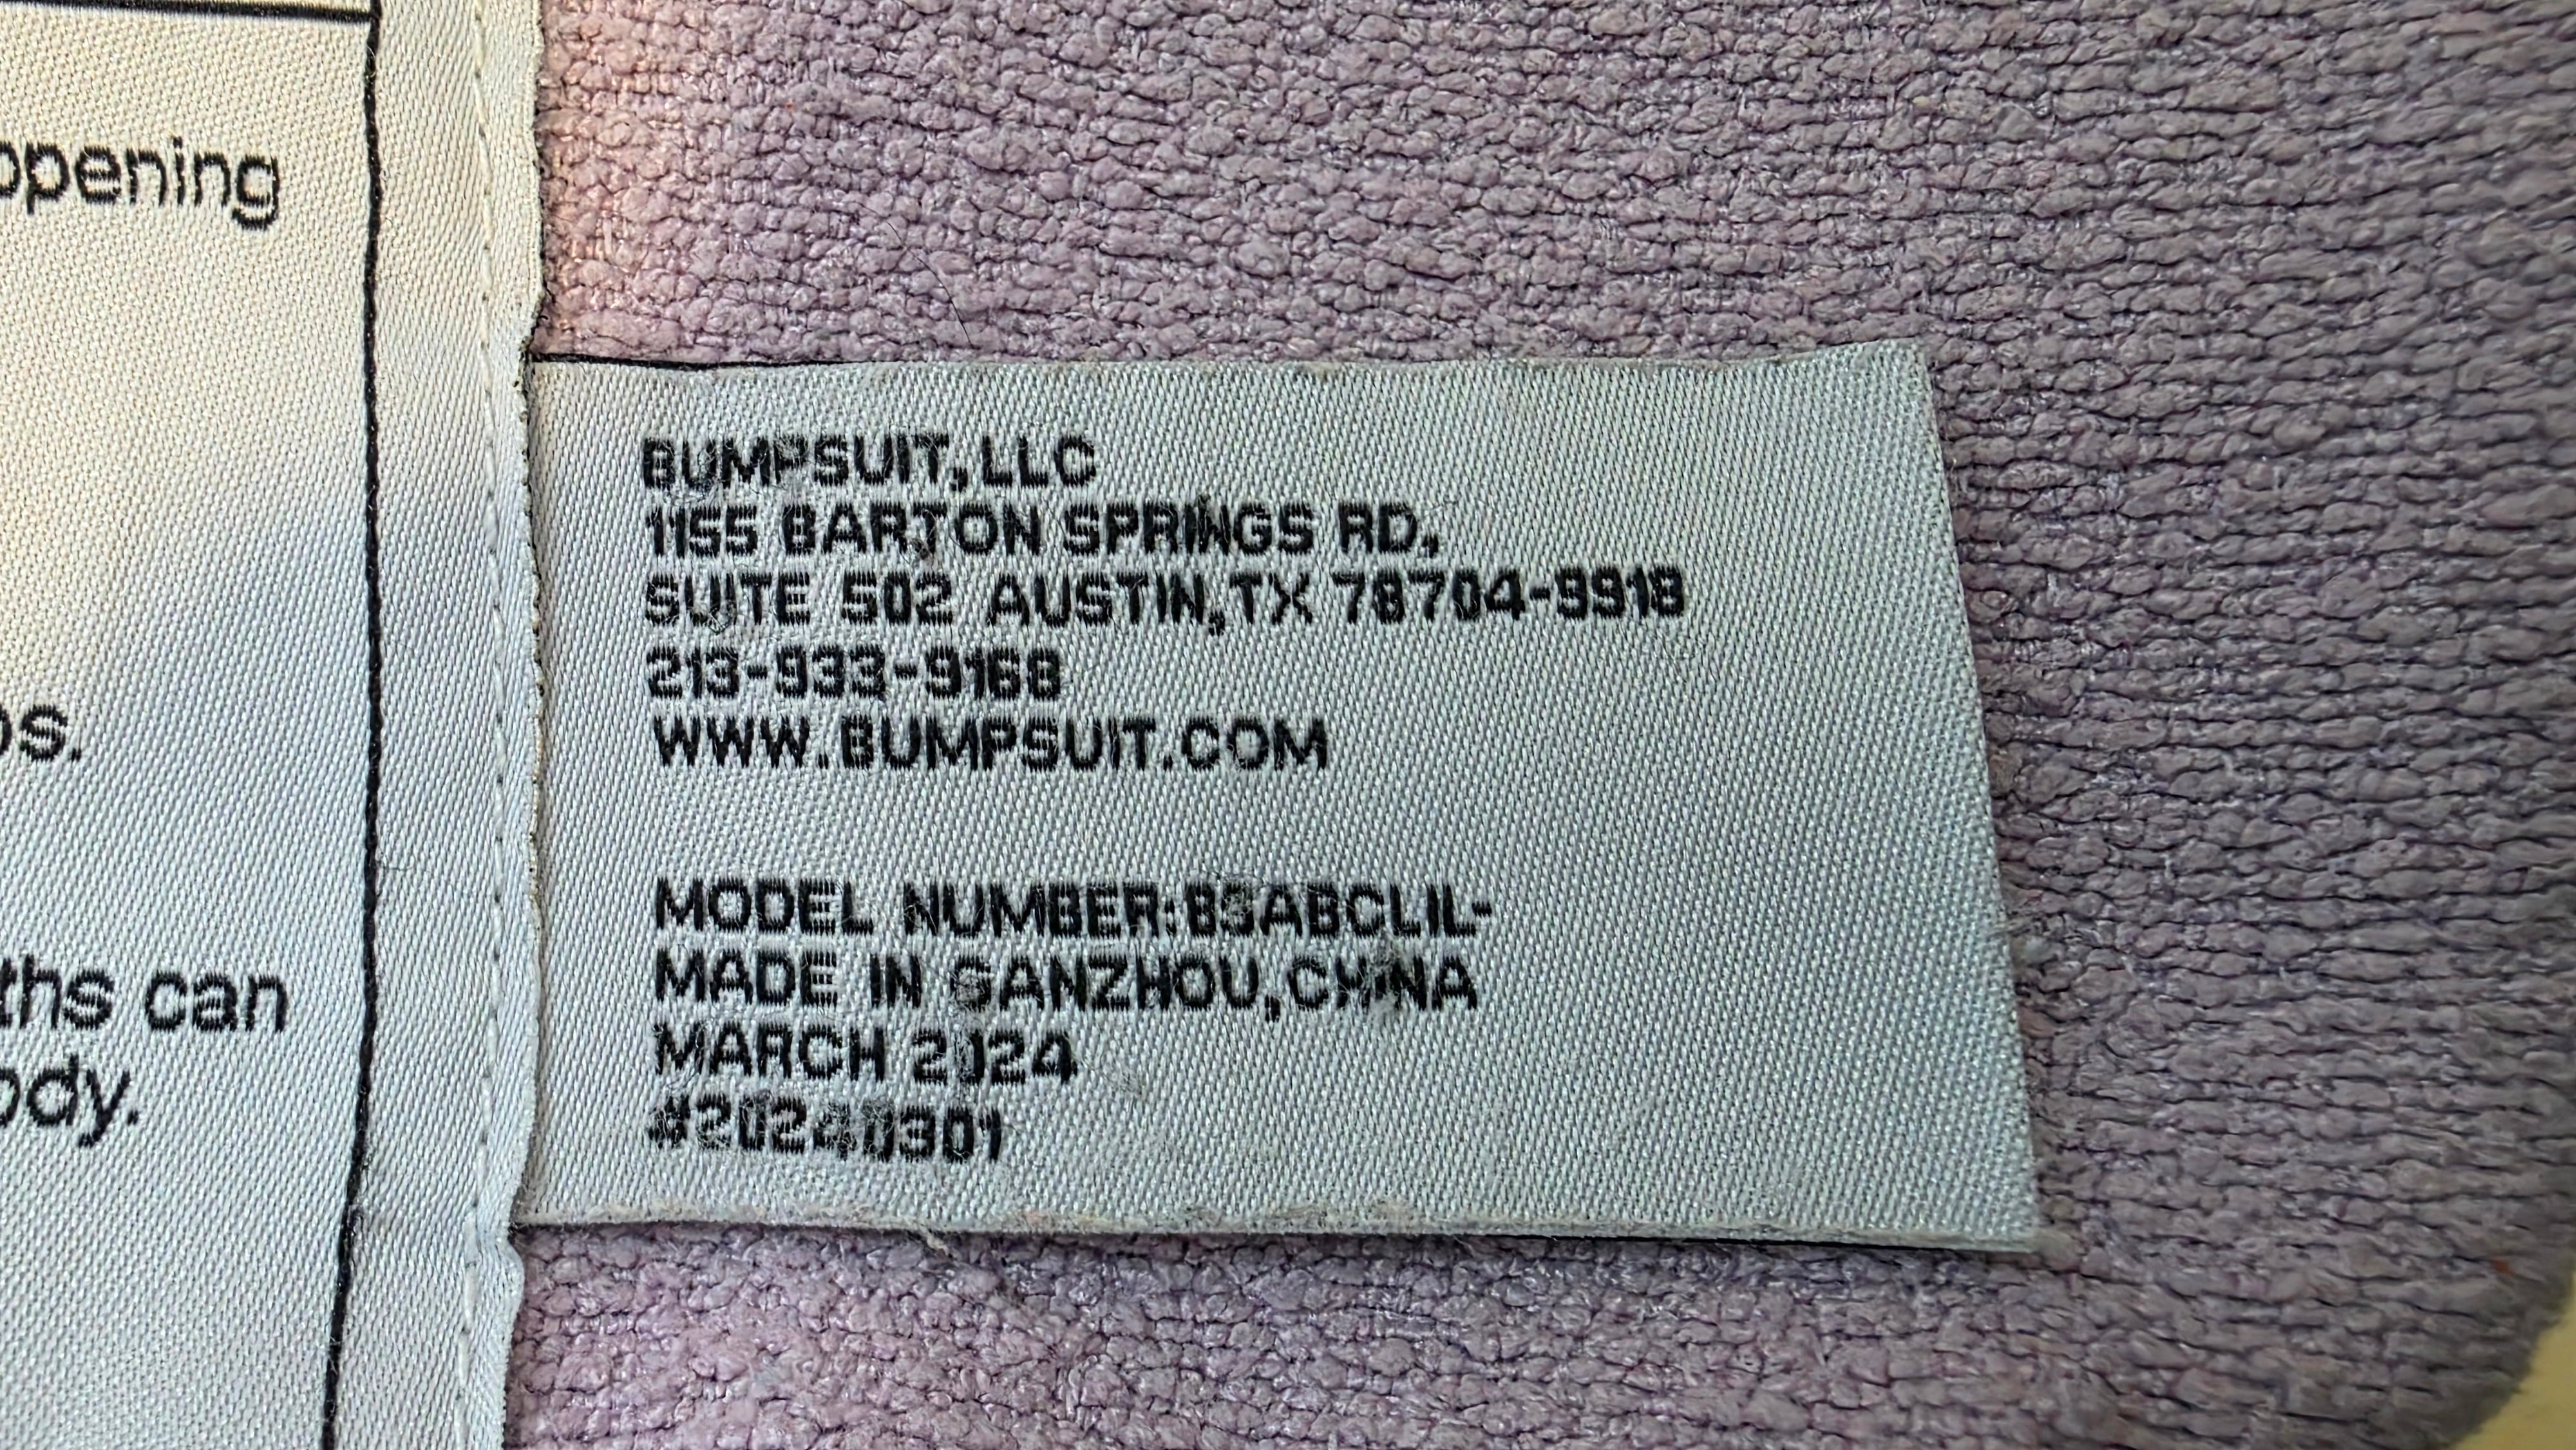 opening
os.
ths can
ody.
BUMPSUIT,LLC
1155 BARTON SPRINGS RD,
SUITE 502 AUSTIN,TX 78704-9918
213-933-9168
WWW.BUMPSUIT.COM
MODEL NUMBER:B3ABCLIL-
MADE IN GANZHOU,CHINA
MARCH 2024
#20240301